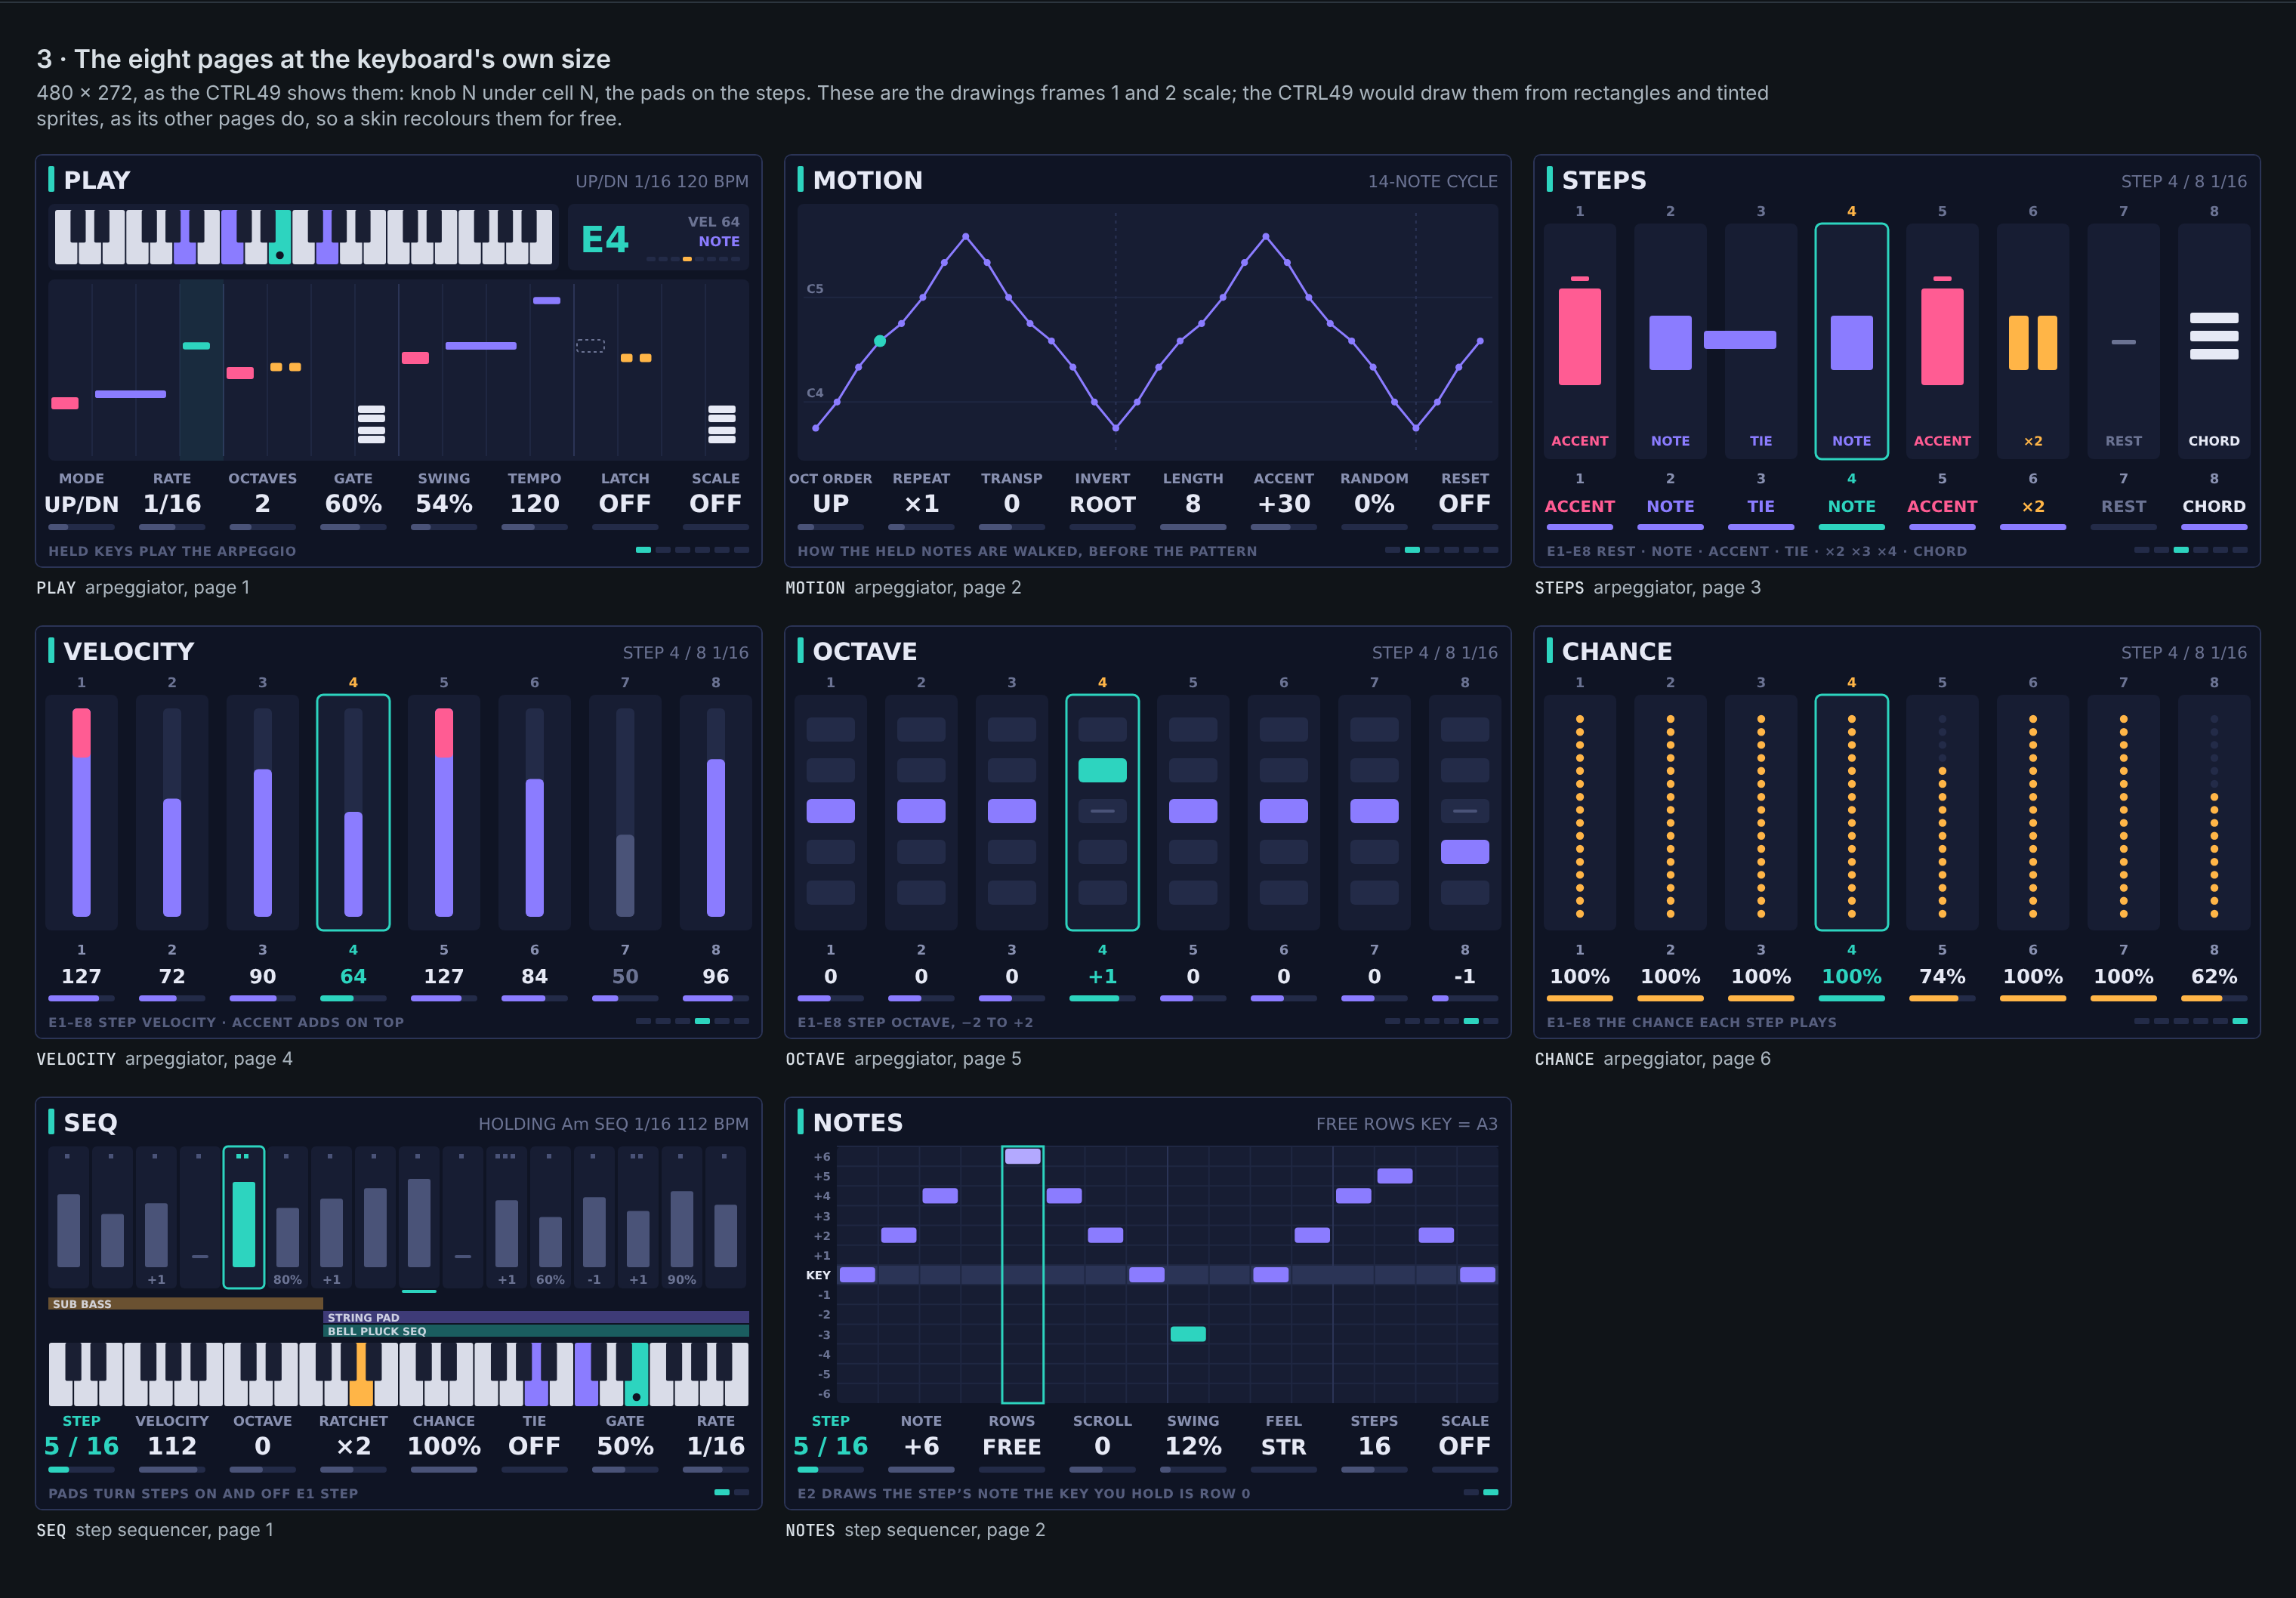 3 · The eight pages at the keyboard's own size
480 × 272, as the CTRL49 shows them: knob N under cell N, the pads on the steps. These are the drawings frames 1 and 2 scale; the CTRL49 would draw them from rectangles and tinted
sprites, as its other pages do, so a skin recolours them for free.
PLAY UP/DN 1/16 120 BPM
E4 VEL 64
NOTE
MODE RATE OCTAVES GATE SWING TEMPO LATCH SCALE
UP/DN 1/16 2 60% 54% 120 OFF OFF
HELD KEYS PLAY THE ARPEGGIO
PLAY arpeggiator, page 1
MOTION 14-NOTE CYCLE
C5
C4
OCT ORDER REPEAT TRANSP INVERT LENGTH ACCENT RANDOM RESET
UP ×1 0 ROOT 8 +30 0% OFF
HOW THE HELD NOTES ARE WALKED, BEFORE THE PATTERN
MOTION arpeggiator, page 2
STEPS STEP 4 / 8 1/16
1 2 3 4 5 6 7 8
ACCENT NOTE TIE NOTE ACCENT ×2 REST CHORD
1 2 3 4 5 6 7 8
ACCENT NOTE TIE NOTE ACCENT ×2 REST CHORD
E1–E8 REST · NOTE · ACCENT · TIE · ×2 ×3 ×4 · CHORD
STEPS arpeggiator, page 3
VELOCITY STEP 4 / 8 1/16
1 2 3 4 5 6 7 8
1 2 3 4 5 6 7 8
127 72 90 64 127 84 50 96
E1–E8 STEP VELOCITY · ACCENT ADDS ON TOP
VELOCITY arpeggiator, page 4
OCTAVE STEP 4 / 8 1/16
1 2 3 4 5 6 7 8
1 2 3 4 5 6 7 8
0 0 0 +1 0 0 0 -1
E1–E8 STEP OCTAVE, −2 TO +2
OCTAVE arpeggiator, page 5
CHANCE STEP 4 / 8 1/16
1 2 3 4 5 6 7 8
1 2 3 4 5 6 7 8
100% 100% 100% 100% 74% 100% 100% 62%
E1–E8 THE CHANCE EACH STEP PLAYS
CHANCE arpeggiator, page 6
SEQ HOLDING Am SEQ 1/16 112 BPM
+1 80% +1 +1 60% -1 +1 90%
SUB BASS
STRING PAD
BELL PLUCK SEQ
STEP VELOCITY OCTAVE RATCHET CHANCE TIE GATE RATE
5 / 16 112 0 ×2 100% OFF 50% 1/16
PADS TURN STEPS ON AND OFF E1 STEP
SEQ step sequencer, page 1
NOTES FREE ROWS KEY = A3
+6
+5
+4
+3
+2
+1
KEY
-1
-2
-3
-4
-5
-6
STEP NOTE ROWS SCROLL SWING FEEL STEPS SCALE
5 / 16 +6 FREE 0 12% STR 16 OFF
E2 DRAWS THE STEP’S NOTE THE KEY YOU HOLD IS ROW 0
NOTES step sequencer, page 2